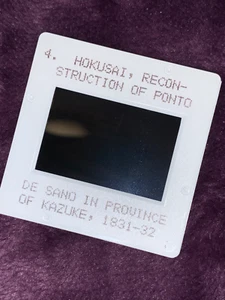 4. HOKUSAI, RECON-
STRUCTION OF PONTO
DE SANO IN PROVINCE
OF KAZUKE, 1831-32